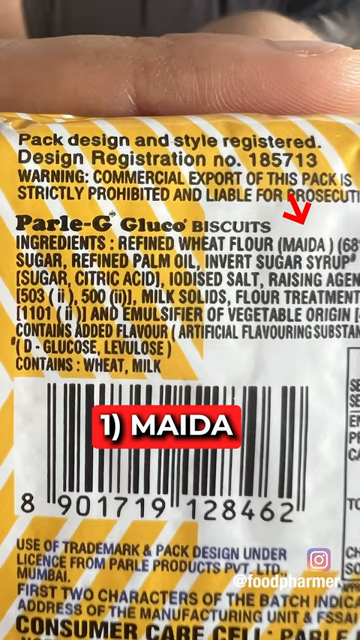 Pack design and style registered.
Design Registration no. 185713
WARNING: COMMERCIAL EXPORT OF THIS PACK IS
STRICTLY PROHIBITED AND LIABLE FOR PROSECUTI
Parle-G® Gluco® BISCUITS
INGREDIENTS : REFINED WHEAT FLOUR (MAIDA) (68
SUGAR, REFINED PALM OIL, INVERT SUGAR SYRUP#
[SUGAR, CITRIC ACID], IODISED SALT, RAISING AGEN
[503 (ii), 500 (ii)], MILK SOLIDS, FLOUR TREATMENT
[1101 (ii)] AND EMULSIFIER OF VEGETABLE ORIGIN [
CONTAINS ADDED FLAVOUR (ARTIFICIAL FLAVOURING SUBSTAN
#(D - GLUCOSE, LEVULOSE)
CONTAINS : WHEAT, MILK
1) MAIDA
8 901719 128462
USE OF TRADEMARK & PACK DESIGN UNDER
LICENCE FROM PARLE PRODUCTS PVT. LTD.
MUMBAI.
@foodpharmer
FIRST TWO CHARACTERS OF THE BATCH INDICA
ADDRESS OF THE MANUFACTURING UNIT & FSSA
CONSUMER CARE CELL